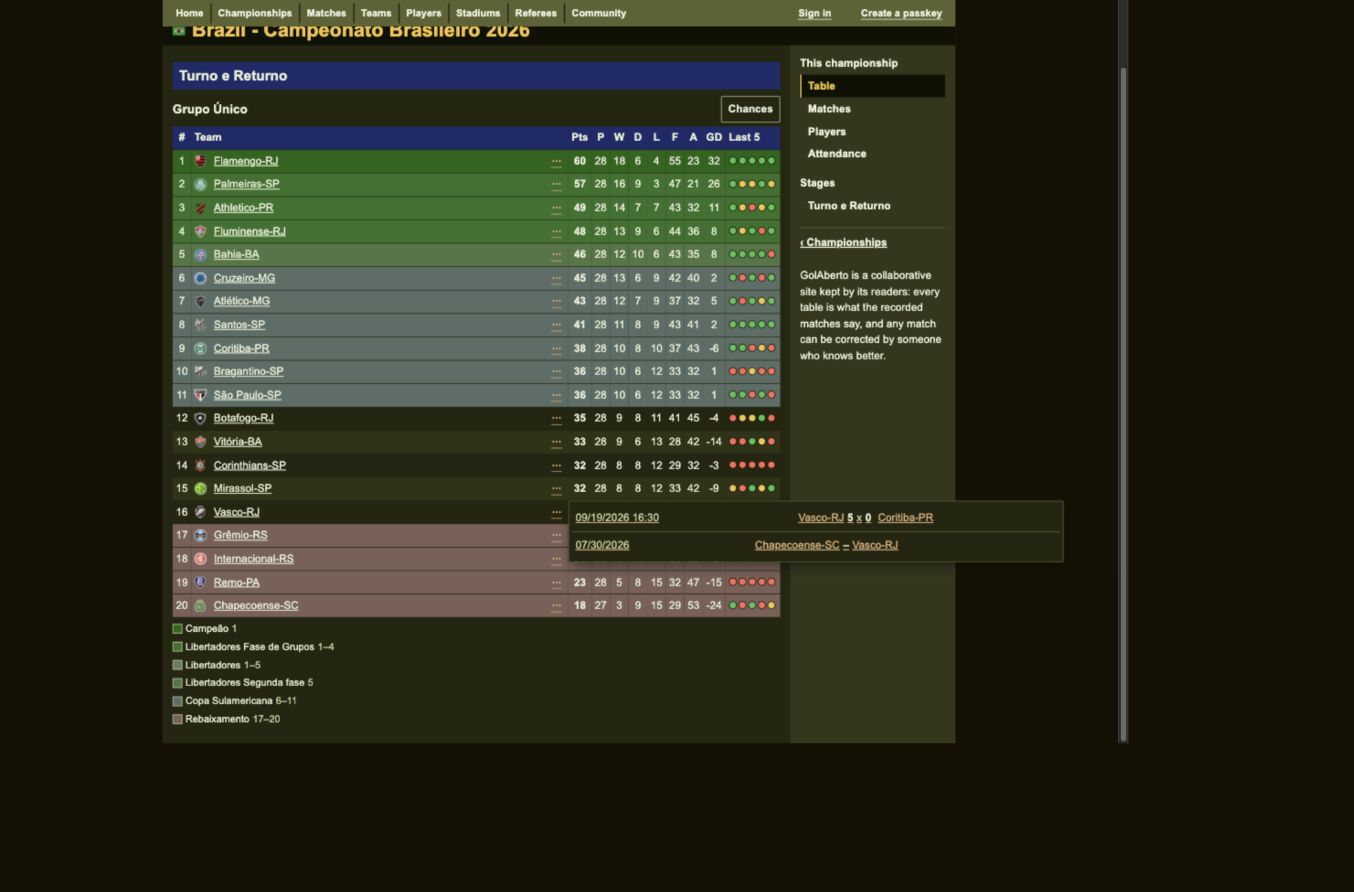 Home Championships Matches Teams Players Stadiums Referees Community Sign in Create a passkey
Brazil - Campeonato Brasileiro 2026
Turno e Returno
Grupo Único Chances
# Team Pts P W D L F A GD Last 5
1 Flamengo-RJ ... 60 28 18 6 4 55 23 32
2 Palmeiras-SP ... 57 28 16 9 3 47 21 26
3 Athletico-PR ... 49 28 14 7 7 43 32 11
4 Fluminense-RJ ... 48 28 13 9 6 44 36 8
5 Bahia-BA ... 46 28 12 10 6 43 35 8
6 Cruzeiro-MG ... 45 28 13 6 9 42 40 2
7 Atlético-MG ... 43 28 12 7 9 37 32 5
8 Santos-SP ... 41 28 11 8 9 43 41 2
9 Coritiba-PR ... 38 28 10 8 10 37 43 -6
10 Bragantino-SP ... 36 28 10 6 12 33 32 1
11 São Paulo-SP ... 36 28 10 6 12 33 32 1
12 Botafogo-RJ ... 35 28 9 8 11 41 45 -4
13 Vitória-BA ... 33 28 9 6 13 28 42 -14
14 Corinthians-SP ... 32 28 8 8 12 29 32 -3
15 Mirassol-SP ... 32 28 8 8 12 33 42 -9
16 Vasco-RJ ...
09/19/2026 16:30 Vasco-RJ 5 x 0 Coritiba-PR
07/30/2026 Chapecoense-SC – Vasco-RJ
17 Grêmio-RS ...
18 Internacional-RS ...
19 Remo-PA ... 23 28 5 8 15 32 47 -15
20 Chapecoense-SC ... 18 27 3 9 15 29 53 -24
Campeão 1
Libertadores Fase de Grupos 1–4
Libertadores 1–5
Libertadores Segunda fase 5
Copa Sulamericana 6–11
Rebaixamento 17–20
This championship
Table
Matches
Players
Attendance
Stages
Turno e Returno
‹ Championships
GolAberto is a collaborative
site kept by its readers: every
table is what the recorded
matches say, and any match
can be corrected by someone
who knows better.